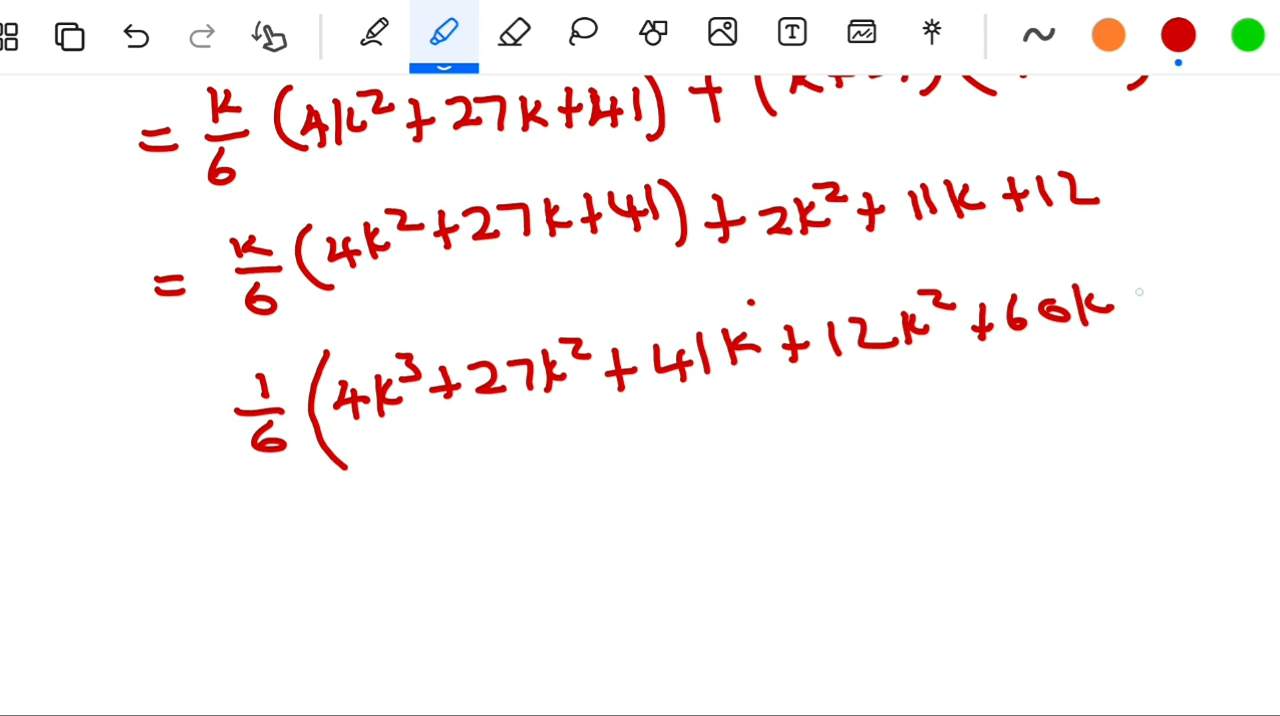 = k/6 (4k² + 27k + 41) + (
= k/6 (4k² + 27k + 41) + 2k² + 11k + 12
1/6 (4k³ + 27k² + 41k + 12k² + 60k